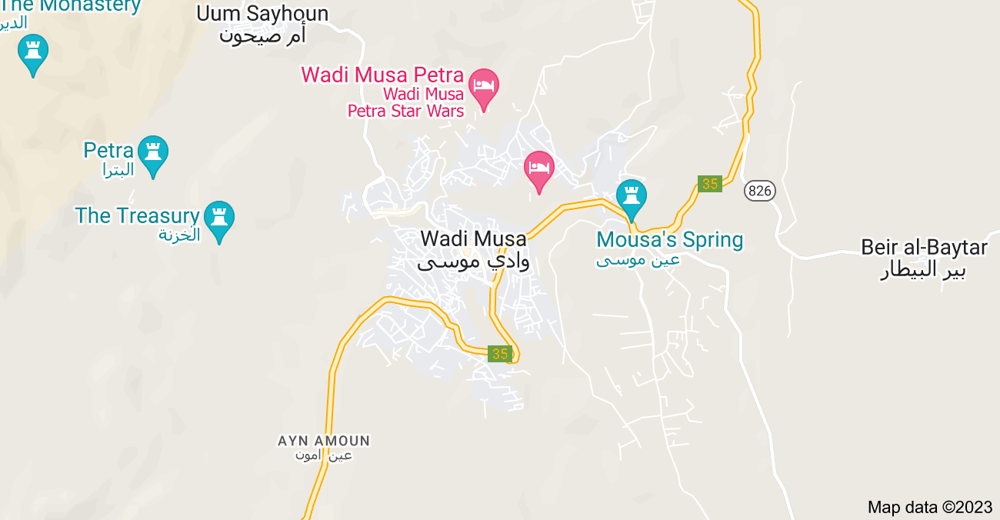 The Monastery
الدير
Uum Sayhoun
أم صيحون
Wadi Musa Petra
Wadi Musa
Petra Star Wars
Petra
البترا
35
826
The Treasury
الخزنة
Wadi Musa
وادي موسى
Mousa's Spring
عين موسى
Beir al-Baytar
بير البيطار
35
AYN AMOUN
عين امون
Map data ©2023